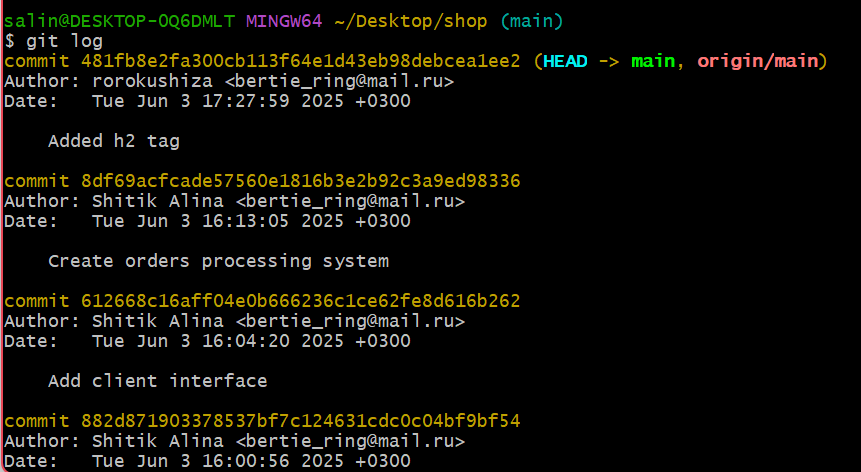 salin@DESKTOP-0Q6DMLT MINGW64 ~/Desktop/shop (main)
$ git log
commit 481fb8e2fa300cb113f64e1d43eb98debcea1ee2 (HEAD -> main, origin/main)
Author: rorokushiza <bertie_ring@mail.ru>
Date:   Tue Jun 3 17:27:59 2025 +0300
Added h2 tag
commit 8df69acfcade57560e1816b3e2b92c3a9ed98336
Author: Shitik Alina <bertie_ring@mail.ru>
Date:   Tue Jun 3 16:13:05 2025 +0300
Create orders processing system
commit 612668c16aff04e0b666236c1ce62fe8d616b262
Author: Shitik Alina <bertie_ring@mail.ru>
Date:   Tue Jun 3 16:04:20 2025 +0300
Add client interface
commit 882d871903378537bf7c124631cdc0c04bf9bf54
Author: Shitik Alina <bertie_ring@mail.ru>
Date:   Tue Jun 3 16:00:56 2025 +0300